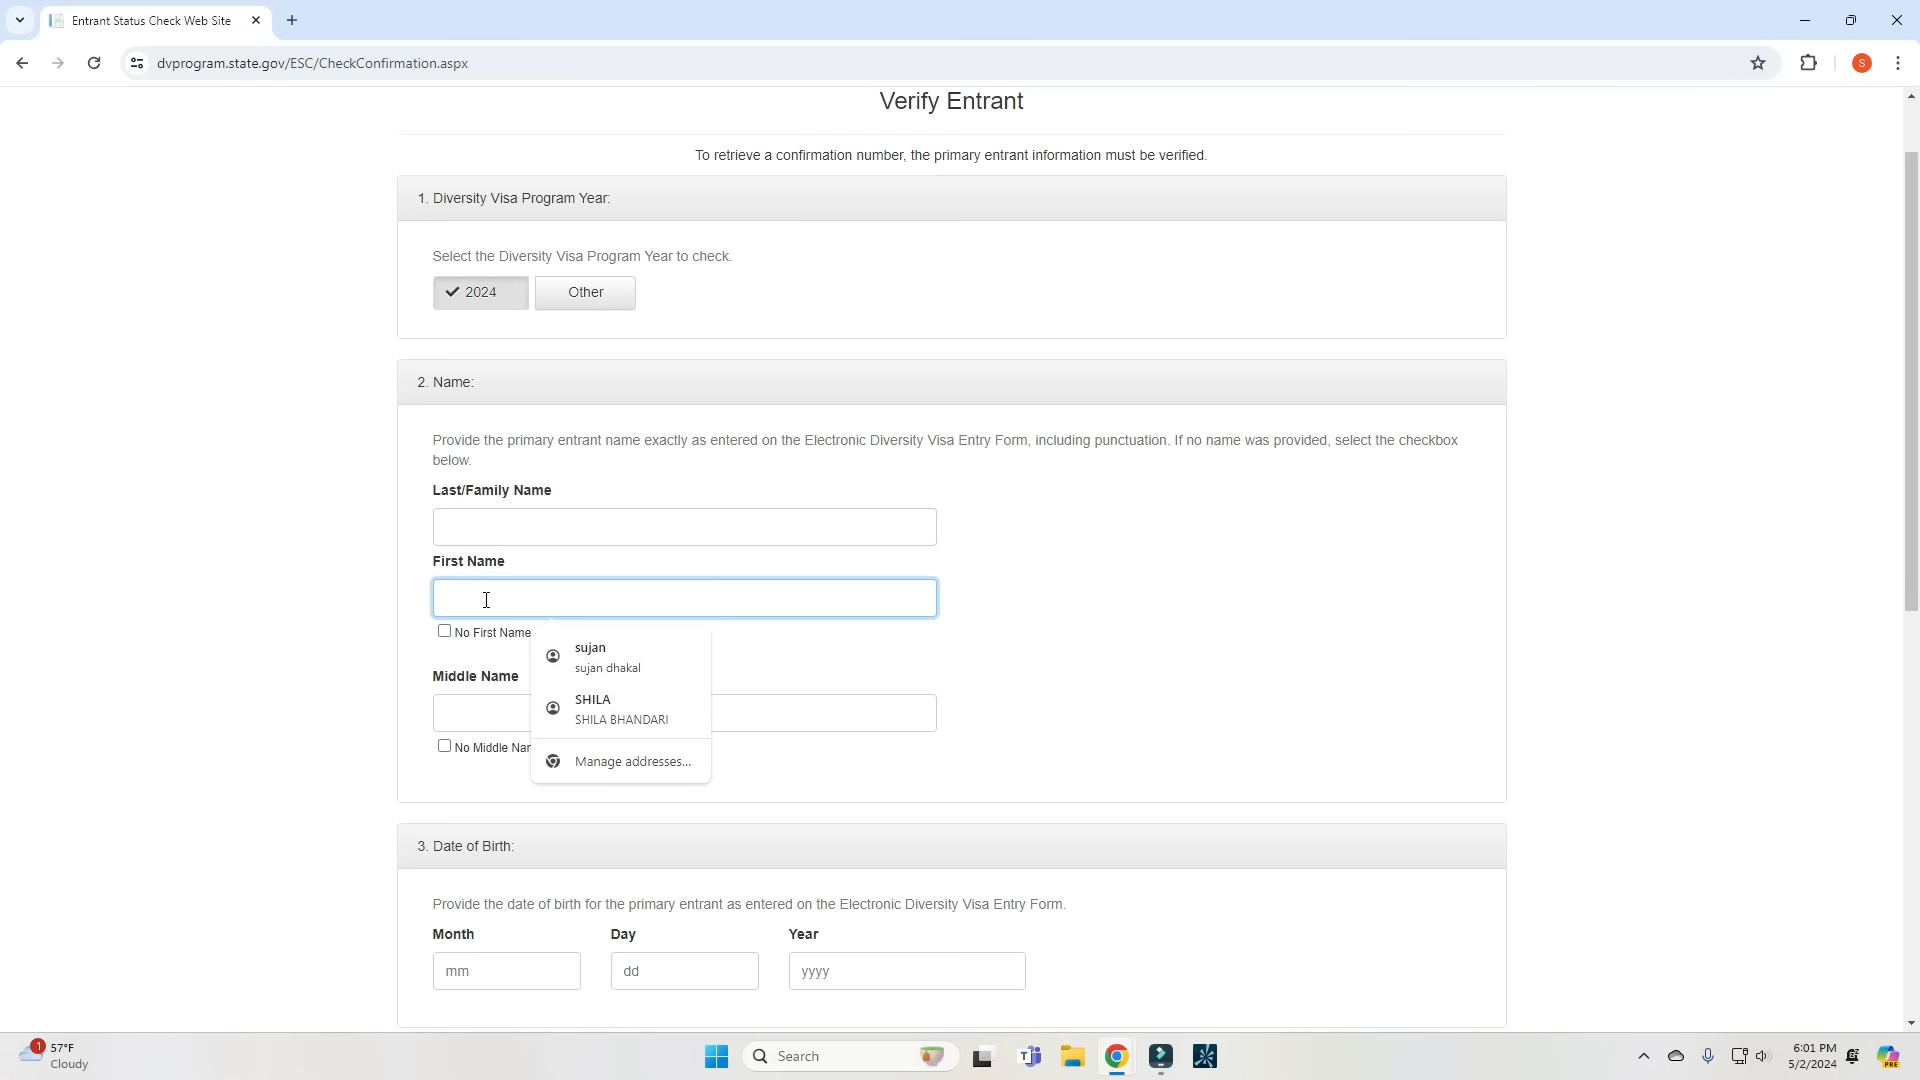 Entrant Status Check Web Site
dvprogram.state.gov/ESC/CheckConfirmation.aspx
S
Verify Entrant
To retrieve a confirmation number, the primary entrant information must be verified.
1. Diversity Visa Program Year:
Select the Diversity Visa Program Year to check.
2024 Other
2. Name:
Provide the primary entrant name exactly as entered on the Electronic Diversity Visa Entry Form, including punctuation. If no name was provided, select the checkbox
below.
Last/Family Name
First Name
No First Name
sujan
sujan dhakal
Middle Name
SHILA
SHILA BHANDARI
No Middle Nar
Manage addresses...
3. Date of Birth:
Provide the date of birth for the primary entrant as entered on the Electronic Diversity Visa Entry Form.
Month Day Year
mm dd yyyy
1
57°F
Cloudy
Search
6:01 PM
5/2/2024
PRE